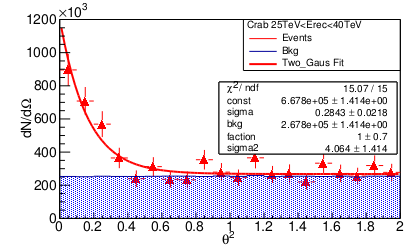 ×10³
Crab 25TeV<Erec<40TeV
Events
Bkg
Two_Gaus Fit
χ²/ ndf 15.07 / 15
const 6.678e+05 ± 1.414e+00
sigma 0.2843 ± 0.0218
bkg 2.678e+05 ± 1.414e+00
faction 1 ± 0.7
sigma2 4.064 ± 1.414
dN/dΩ
1200
1000
800
600
400
200
0
0 0.2 0.4 0.6 0.8 1 1.2 1.4 1.6 1.8 2
θ²